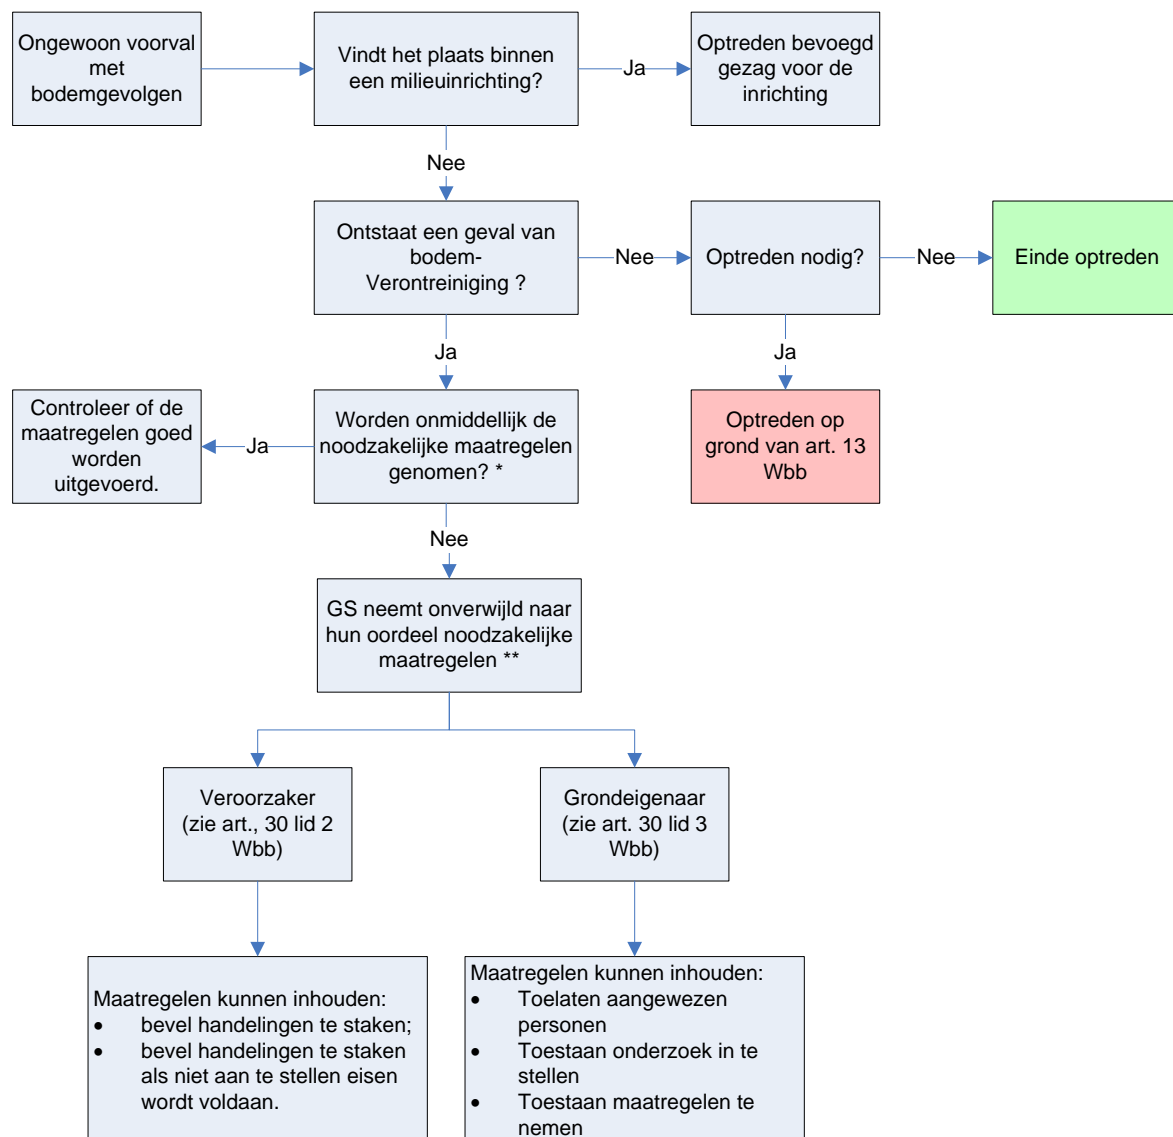 Ongewoon voorval
met
bodemgevolgen
Vindt het plaats binnen
een milieuinrichting?
Ja
Optreden bevoegd
gezag voor de
inrichting
Nee
Ontstaat een geval van
bodem-
Verontreiniging ?
Nee
Optreden nodig?
Nee
Einde optreden
Ja
Ja
Controleer of de
maatregelen goed
worden
uitgevoerd.
Ja
Worden onmiddellijk de
noodzakelijke maatregelen
genomen? *
Optreden op
grond van art. 13
Wbb
Nee
GS neemt onverwijld naar
hun oordeel noodzakelijke
maatregelen **
Veroorzaker
(zie art., 30 lid 2
Wbb)
Grondeigenaar
(zie art. 30 lid 3
Wbb)
Maatregelen kunnen inhouden:
• bevel handelingen te staken;
• bevel handelingen te staken
als niet aan te stellen eisen
wordt voldaan.
Maatregelen kunnen inhouden:
• Toelaten aangewezen
personen
• Toestaan onderzoek in te
stellen
• Toestaan maatregelen te
nemen